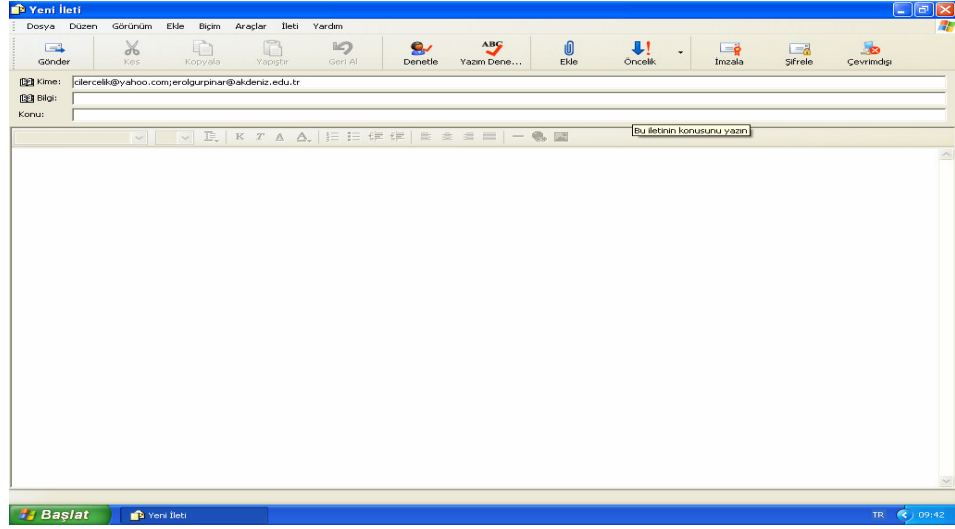 Yeni İleti
Dosya Düzen Görünüm Ekle Biçim Araçlar İleti Yardım
Gönder Kes Kopyala Yapıştır Geri Al Denetle Yazım Dene... Ekle Öncelik İmzala Şifrele Çevrimdışı
Kime: cilercelik@yahoo.com;erolgurpinar@akdeniz.edu.tr
Bilgi:
Konu:
Bu iletinin konusunu yazın
Başlat Yeni İleti TR 09:42